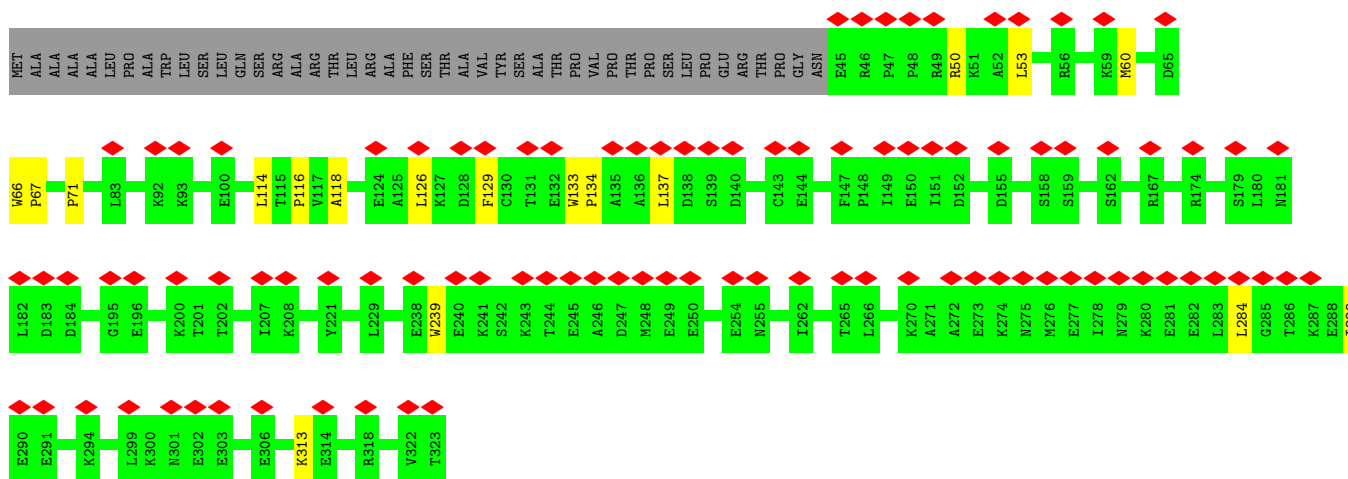 MET ALA ALA ALA ALA LEU PRO ALA TRP LEU SER LEU GLN SER ARG ALA ARG THR LEU ARG ALA PHE SER THR ALA VAL TYR SER ALA THR PRO VAL PRO THR PRO SER LEU PRO GLU ARG THR PRO GLY ASN E45 R46 P47 P48 R49 R50 K51 A52 L53 R56 K59 M60 D65
W66 P67 P71 L83 K92 K93 E100 L114 T115 P116 V117 A118 E124 A125 L126 K127 D128 F129 C130 T131 E132 W133 P134 A135 A136 L137 D138 S139 D140 C143 E144 F147 P148 I149 E150 I151 D152 D155 S158 S159 S162 R167 R174 S179 L180 N181
L182 D183 D184 G195 E196 K200 T201 T202 I207 K208 Y221 L229 E238 W239 E240 K241 S242 K243 T244 E245 A246 D247 M248 E249 E250 E254 N255 I262 T265 L266 K270 A271 A272 E273 K274 N275 M276 E277 I278 N279 K280 E281 E282 L283 L284 G285 T286 K287 E288
E290 E291 K294 L299 K300 N301 E302 E303 E306 K313 E314 R318 V322 T323